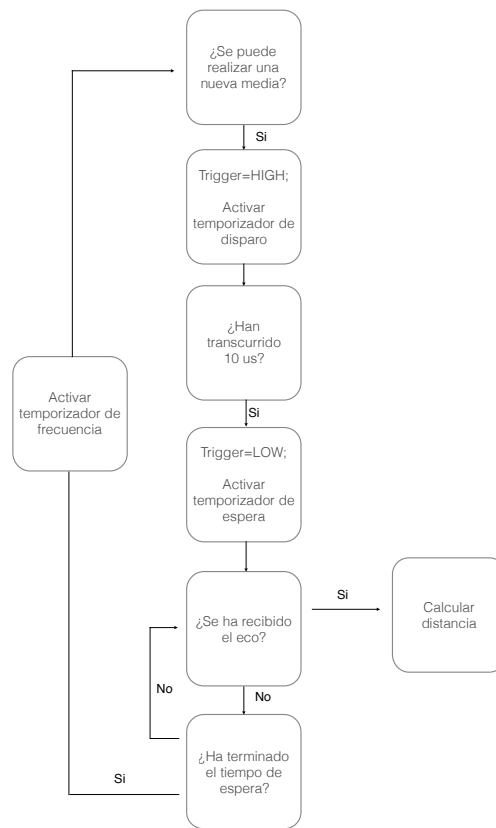 ¿Se puede
realizar una
nueva media?
Si
Trigger=HIGH;
Activar
temporizador de
disparo
¿Han
transcurrido
10 us?
Si
Activar
temporizador de
frecuencia
Trigger=LOW;
Activar
temporizador de
espera
¿Se ha recibido
el eco?
Si
Calcular
distancia
No
No
¿Ha terminado
el tiempo de
espera?
Si